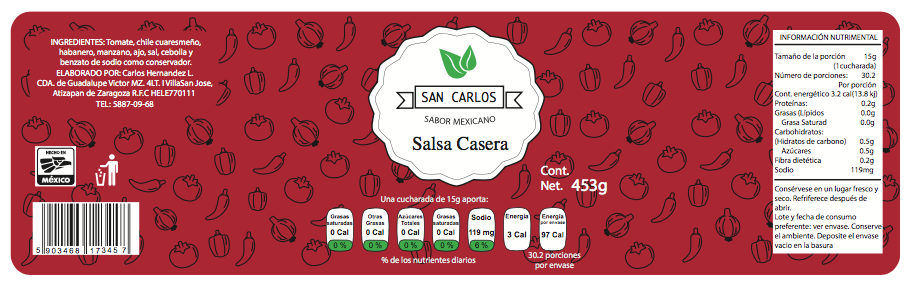 INGREDIENTES: Tomate, chile cuaresmeño,
habanero, manzano, ajo, sal, cebolla y
benzato de sodio como conservador.
ELABORADO POR: Carlos Hernandez L.
CDA. de Guadalupe Victor MZ. 4LT. I VillaSan Jose,
Atizapan de Zaragoza R.F.C HELE770111
TEL: 5887-09-68
HECHO EN
MÉXICO
5 903468 173457
SAN CARLOS
SABOR MEXICANO
Salsa Casera
Cont.
Net. 453g
Una cucharada de 15g aporta:
Grasas saturadas 0 Cal 0 %
Otras Grasas 0 Cal 0 %
Azúcares Totales 0 Cal 0 %
Grasas saturadas 0 Cal 0 %
Sodio 119 mg 6 %
Energía 3 Cal
Energía por envase 97 Cal
% de los nutrientes diarios
30.2 porciones
por envase
INFORMACIÓN NUTRIMENTAL
Tamaño de la porción 15g
(1cucharada)
Número de porciones: 30.2
Por porción
Cont. energético 3.2 cal(13.8 kj)
Proteínas: 0.2g
Grasas (Lípidos 0.0g
Grasa Saturad 0.0g
Carbohidratos:
(Hidratos de carbono) 0.5g
Azúcares 0.5g
Fibra dietética 0.2g
Sodio 119mg
Consérvese en un lugar fresco y
seco. Refriferece después de
abrir.
Lote y fecha de consumo
preferente: ver envase. Conserve
el ambiente. Deposite el envase
vacio en la basura